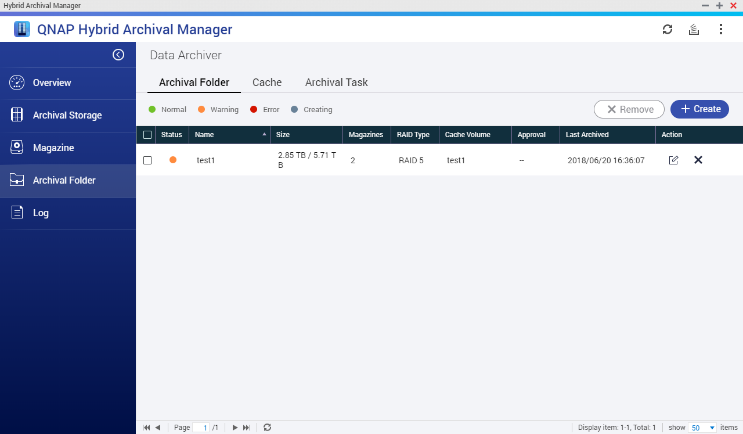 Hybrid Archival Manager
QNAP Hybrid Archival Manager
Overview
Archival Storage
Magazine
Archival Folder
Log
Data Archiver
Archival Folder Cache Archival Task
Normal Warning Error Creating
Remove
Create
Status Name Size Magazines RAID Type Cache Volume Approval Last Archived Action
test1 2.85 TB / 5.71 T 2 RAID 5 test1 -- 2018/06/20 16:36:07
B
Page 1 /1 Display item: 1-1, Total: 1 show 50 items